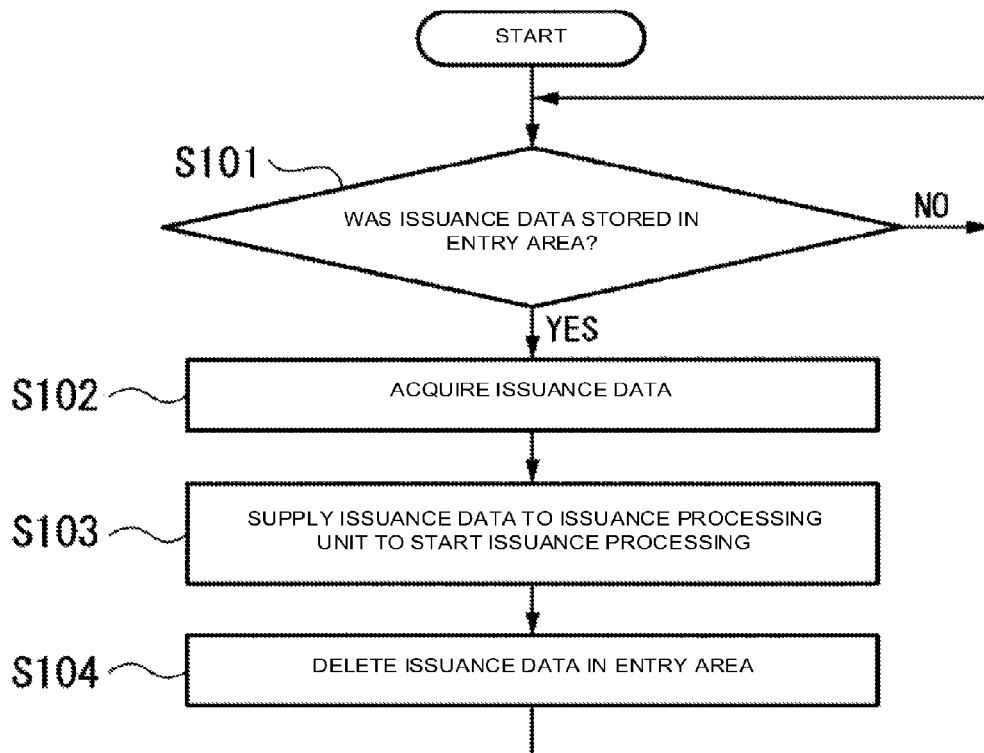 START
S101
WAS ISSUANCE DATA STORED IN
ENTRY AREA?
NO
YES
S102
ACQUIRE ISSUANCE DATA
S103
SUPPLY ISSUANCE DATA TO ISSUANCE PROCESSING
UNIT TO START ISSUANCE PROCESSING
S104
DELETE ISSUANCE DATA IN ENTRY AREA